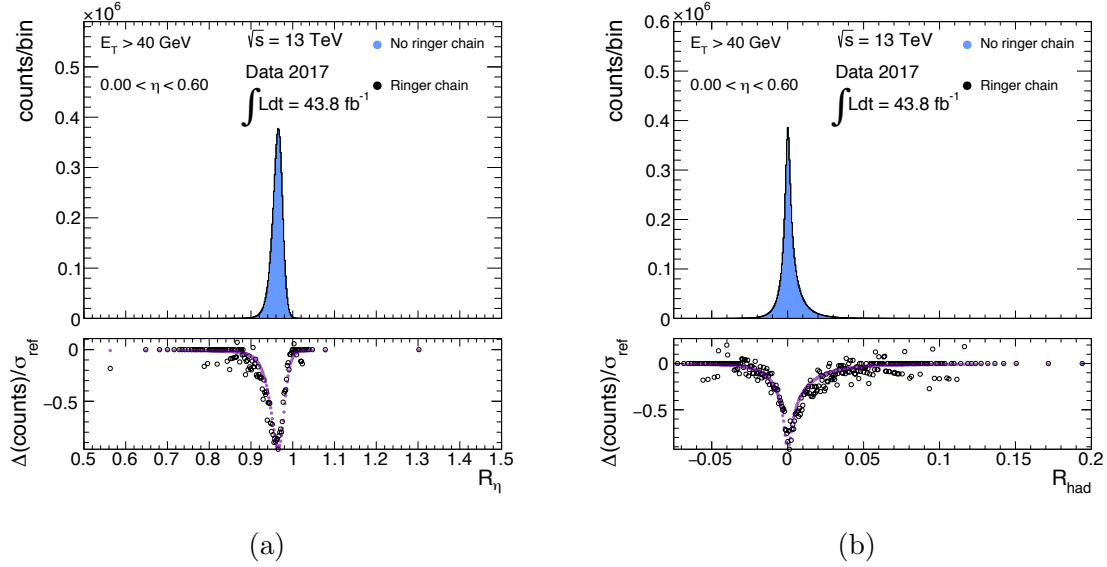 ×10⁶
counts/bin
E_T > 40 GeV
√s = 13 TeV
No ringer chain
0.00 < η < 0.60
Data 2017
Ringer chain
∫Ldt = 43.8 fb⁻¹
0.5
0.4
0.3
0.2
0.1
0
Δ(counts)/σ_ref
0
−0.5
0.5 0.6 0.7 0.8 0.9 1 1.1 1.2 1.3 1.4 1.5
R_η
(a)
×10⁶
counts/bin
0.6
E_T > 40 GeV
√s = 13 TeV
No ringer chain
0.00 < η < 0.60
Data 2017
Ringer chain
∫Ldt = 43.8 fb⁻¹
0.5
0.4
0.3
0.2
0.1
0
Δ(counts)/σ_ref
0
−0.5
−0.05 0 0.05 0.1 0.15 0.2
R_had
(b)